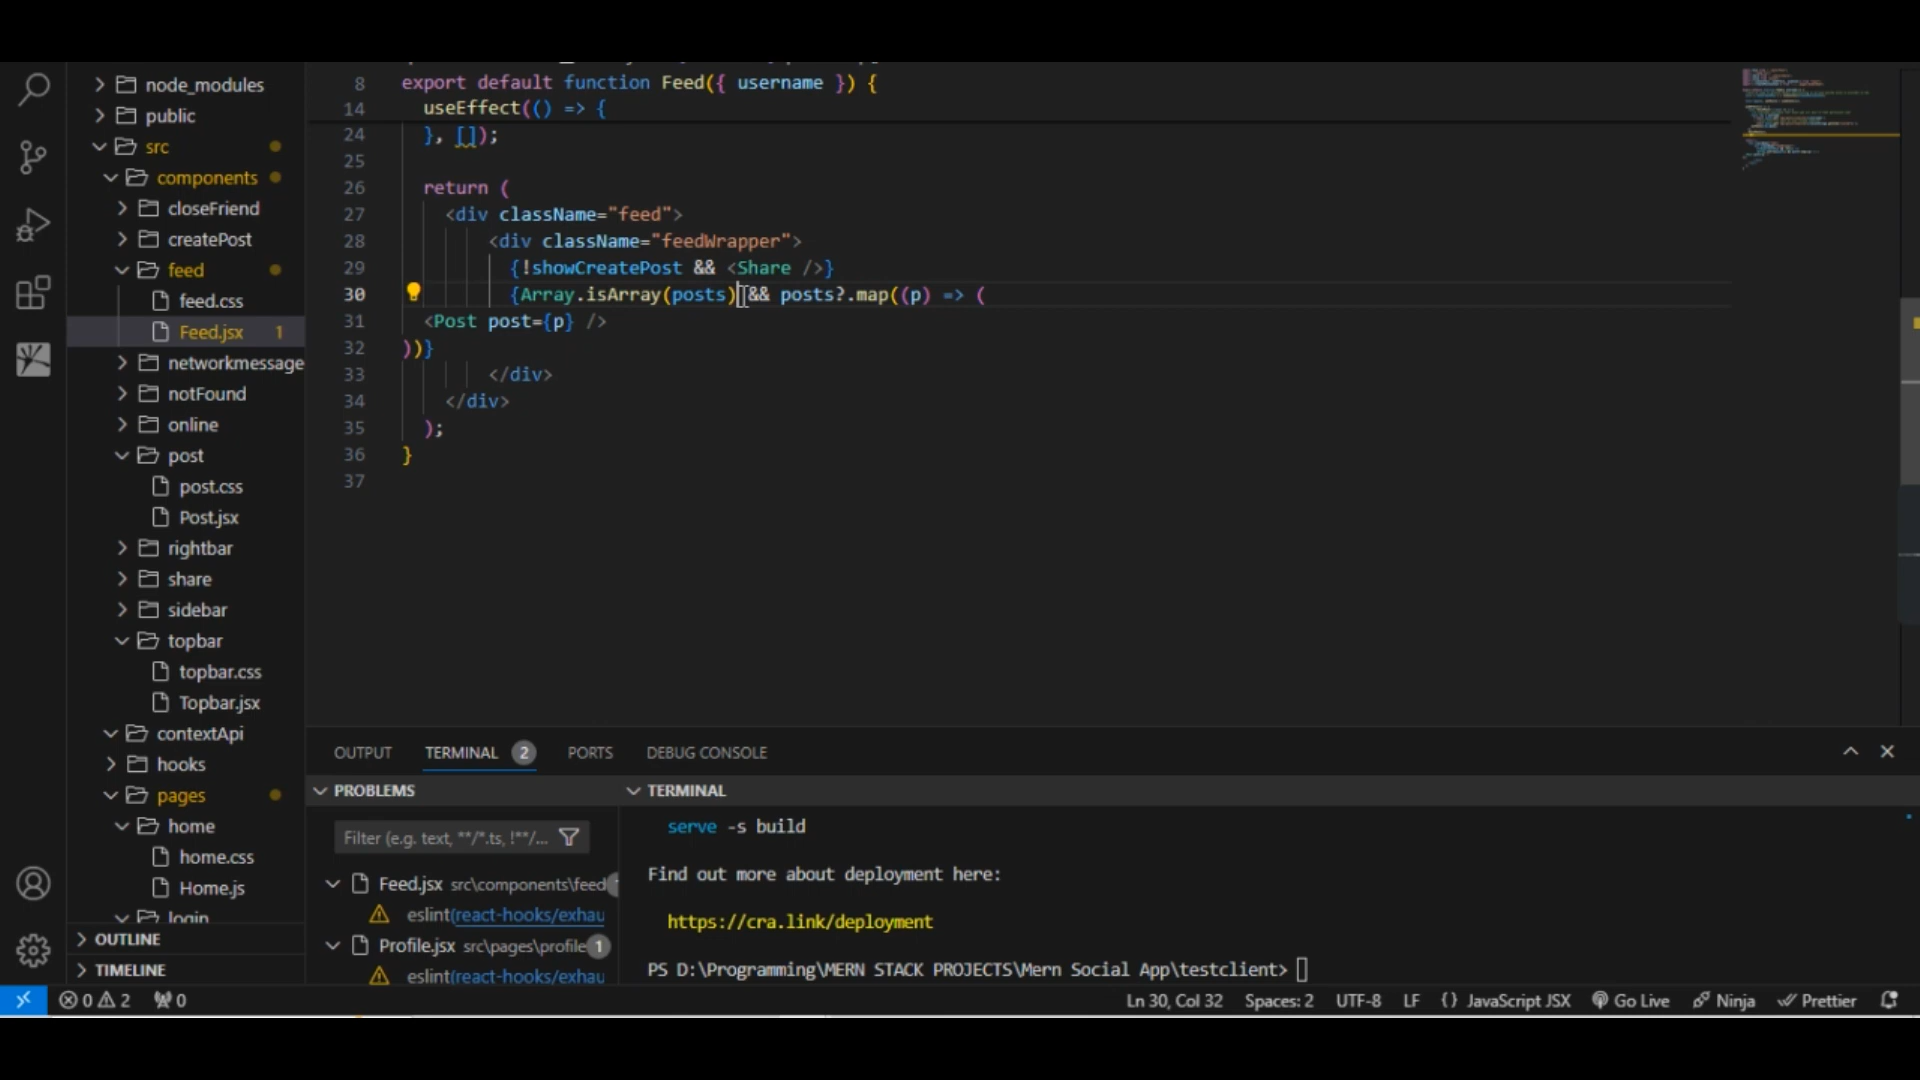 node_modules
public
src
components
closeFriend
createPost
feed
feed.css
Feed.jsx 1
networkmessage
notFound
online
post
post.css
Post.jsx
rightbar
share
sidebar
topbar
topbar.css
Topbar.jsx
contextApi
hooks
pages
home
home.css
Home.js
login
OUTLINE
TIMELINE
8 export default function Feed({ username }) {
14 useEffect(() => {
24 }, []);
25
26 return (
27 <div className="feed">
28 <div className="feedWrapper">
29 {!showCreatePost && <Share />}
30 {Array.isArray(posts) && posts?.map((p) => (
31 <Post post={p} />
32 ))}
33 </div>
34 </div>
35 );
36 }
37
OUTPUT TERMINAL 2 PORTS DEBUG CONSOLE
PROBLEMS
Filter (e.g. text, **/*.ts, !**/...
Feed.jsx src\components\feed
eslint(react-hooks/exhau
Profile.jsx src\pages\profile 1
eslint(react-hooks/exhau
TERMINAL
serve -s build
Find out more about deployment here:
https://cra.link/deployment
PS D:\Programming\MERN STACK PROJECTS\Mern Social App\testclient>
0 2 0 Ln 30, Col 32 Spaces: 2 UTF-8 LF {} JavaScript JSX Go Live Ninja Prettier